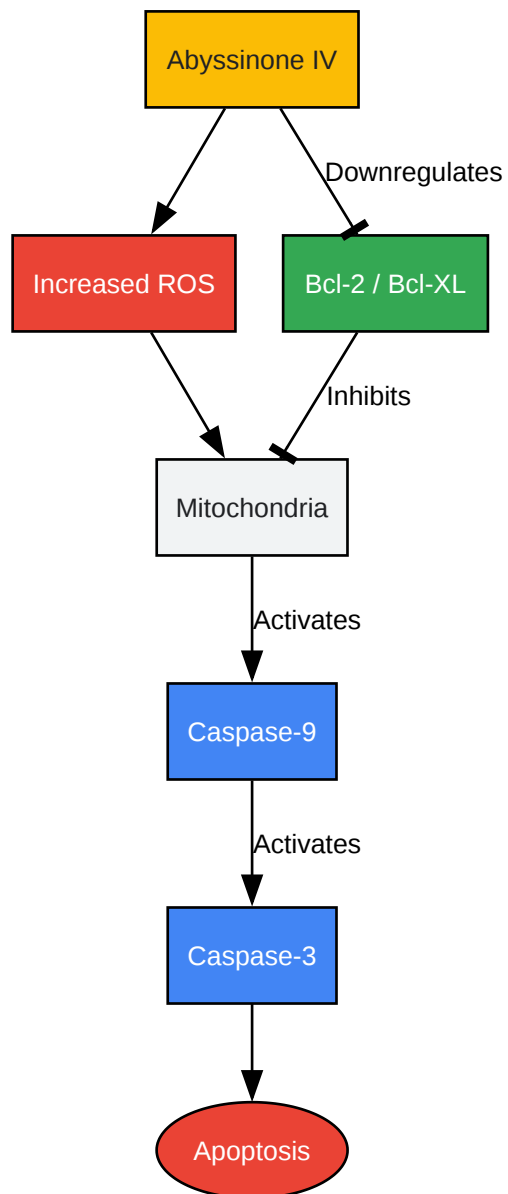 Abyssinone IV
Downregulates
Increased ROS
Bcl-2 / Bcl-XL
Inhibits
Mitochondria
Activates
Caspase-9
Activates
Caspase-3
Apoptosis